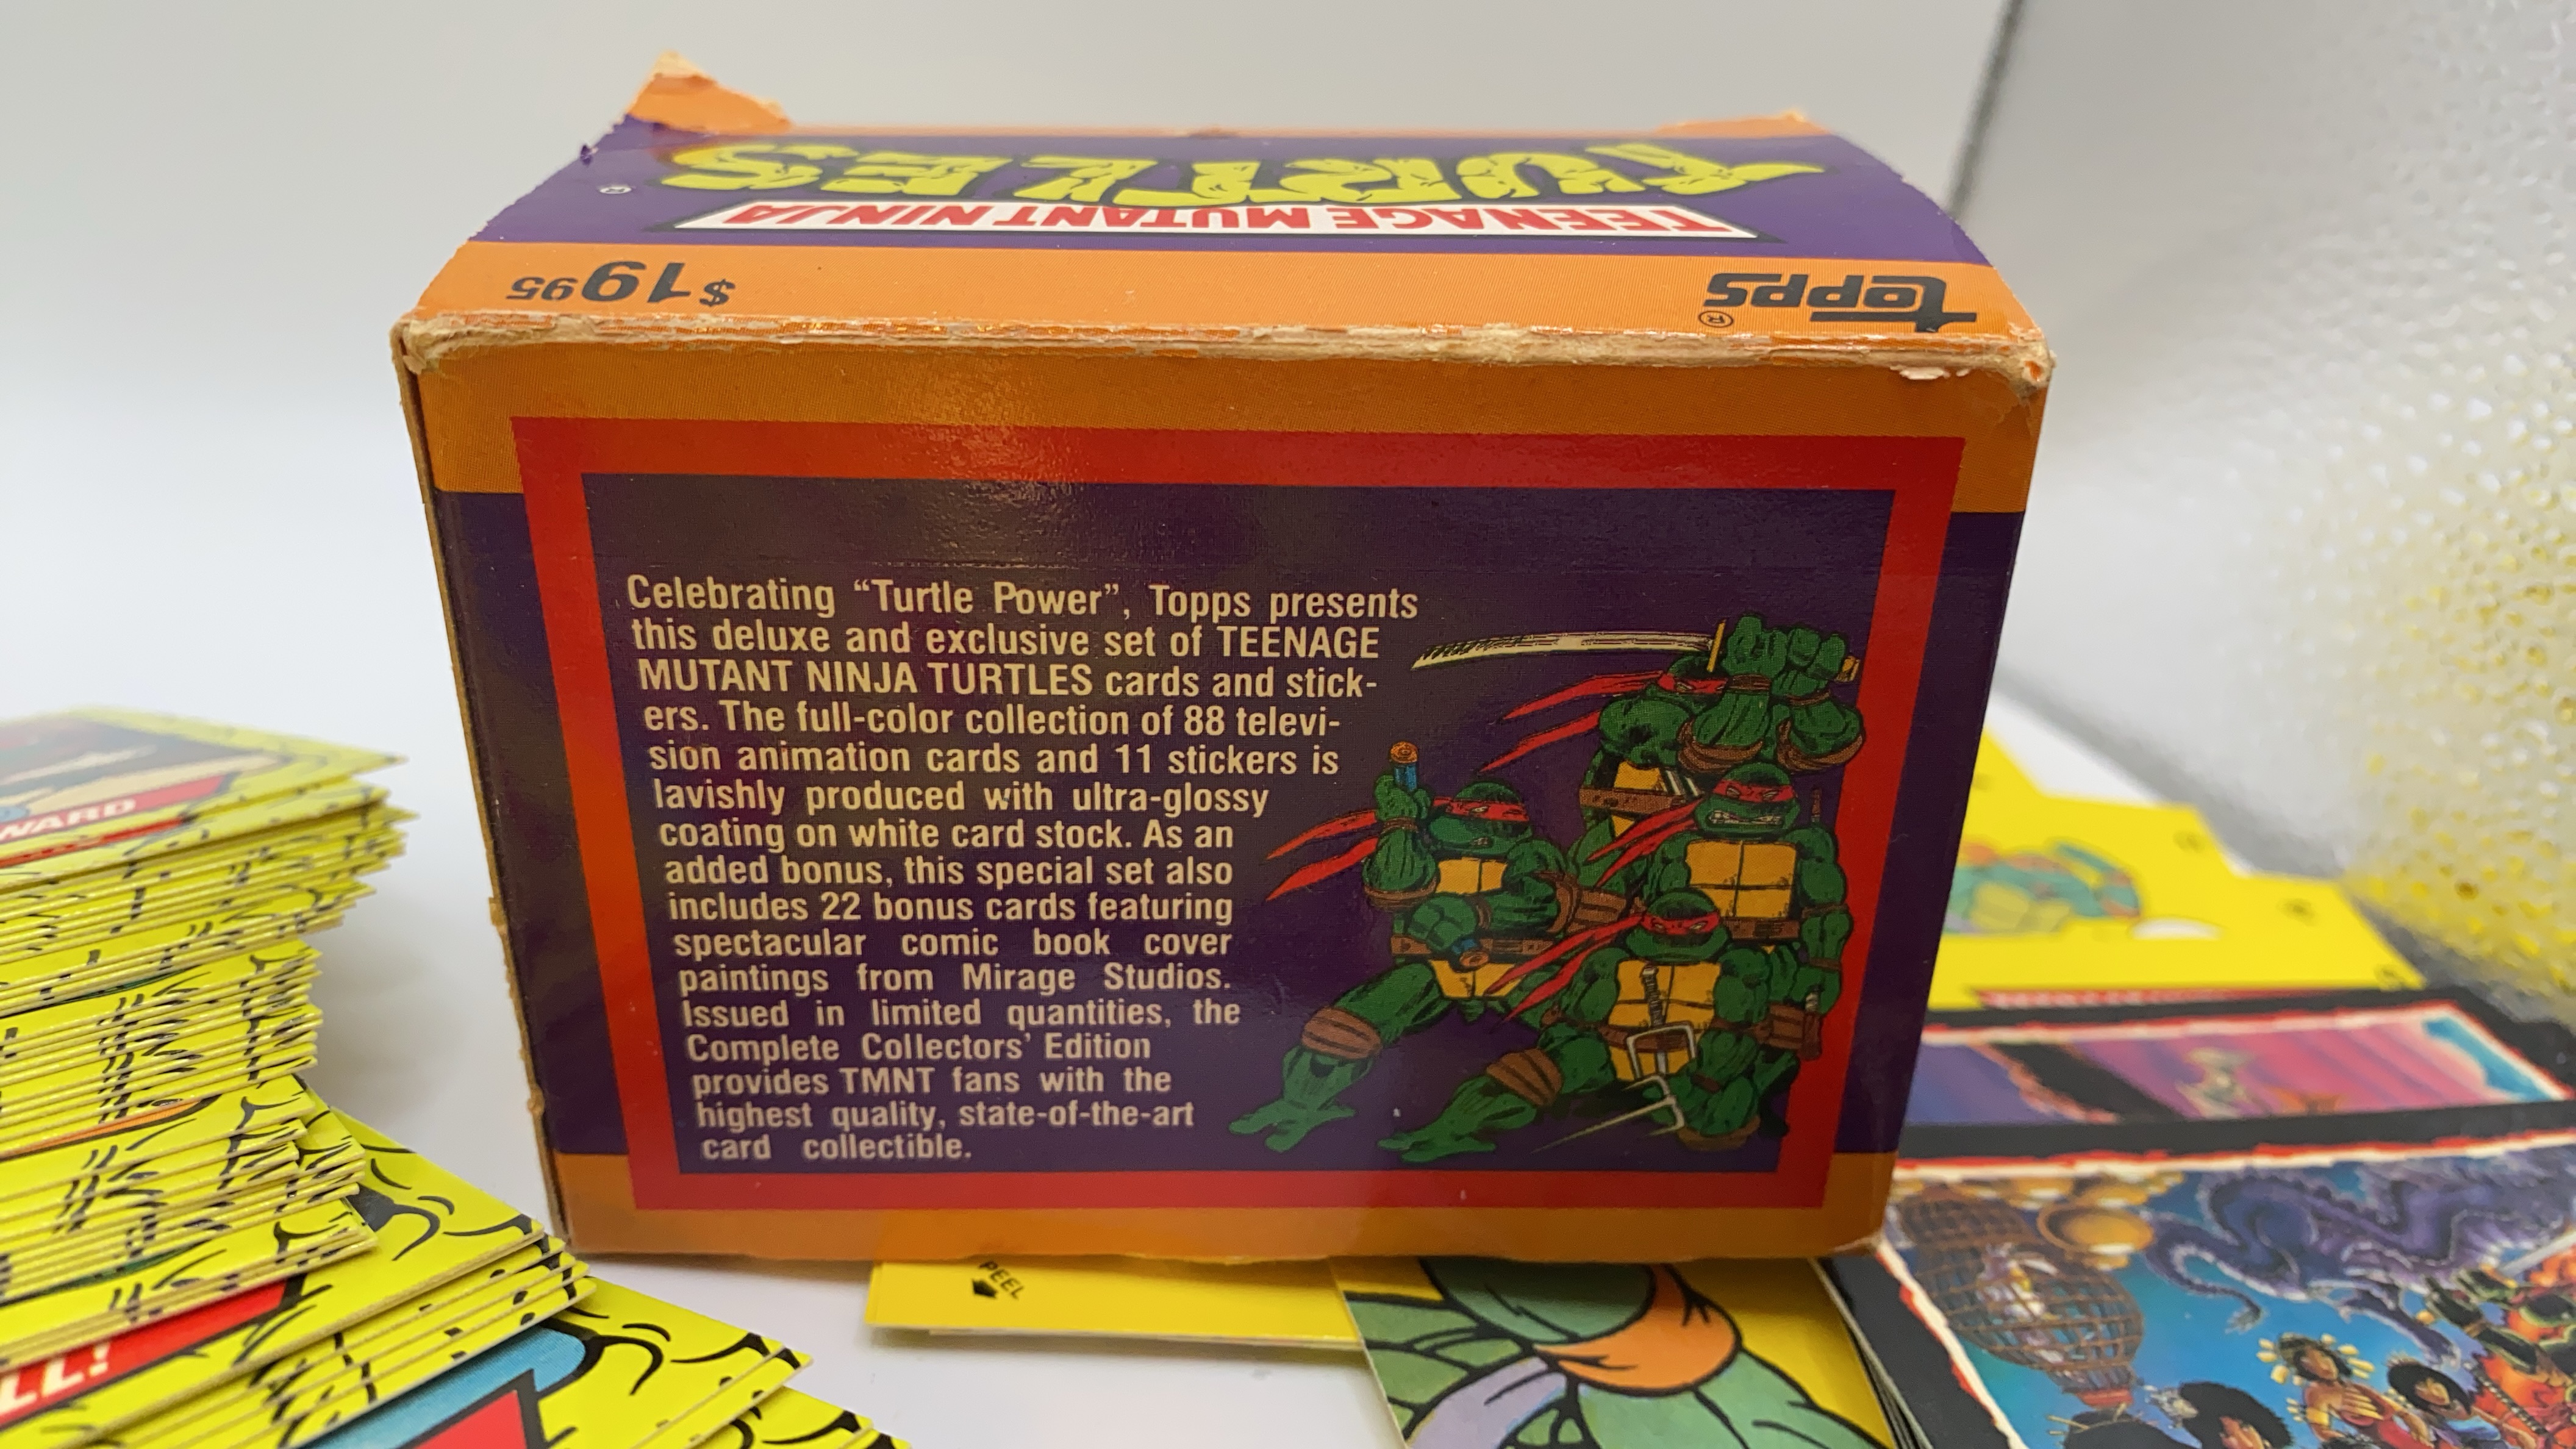 TURTLES®
TEENAGE MUTANT NINJA
$1995
topps®
Celebrating “Turtle Power”, Topps presents
this deluxe and exclusive set of TEENAGE
MUTANT NINJA TURTLES cards and stick-
ers. The full-color collection of 88 televi-
sion animation cards and 11 stickers is
lavishly produced with ultra-glossy
coating on white card stock. As an
added bonus, this special set also
includes 22 bonus cards featuring
spectacular comic book cover
paintings from Mirage Studios.
Issued in limited quantities, the
Complete Collectors’ Edition
provides TMNT fans with the
highest quality, state-of-the-art
card collectible.
WARD
LL!
PEEL